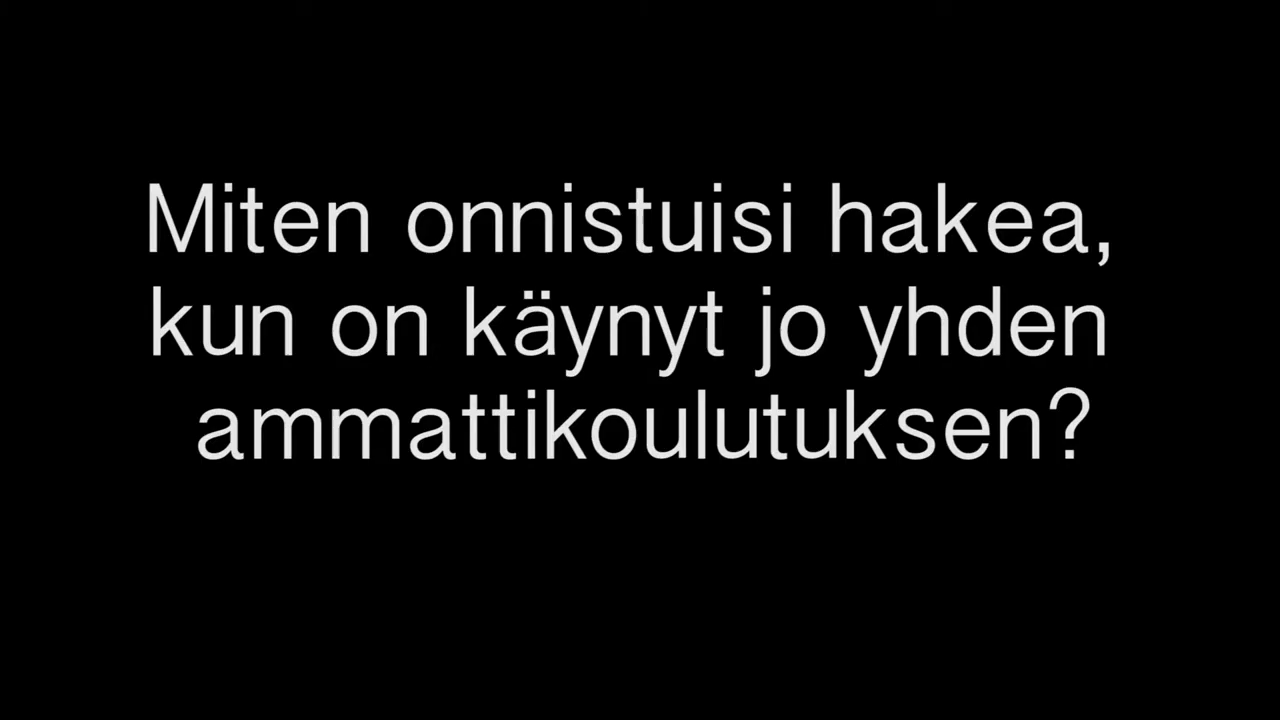 Miten onnistuisi hakea,
kun on käynyt jo yhden
ammattikoulutuksen?